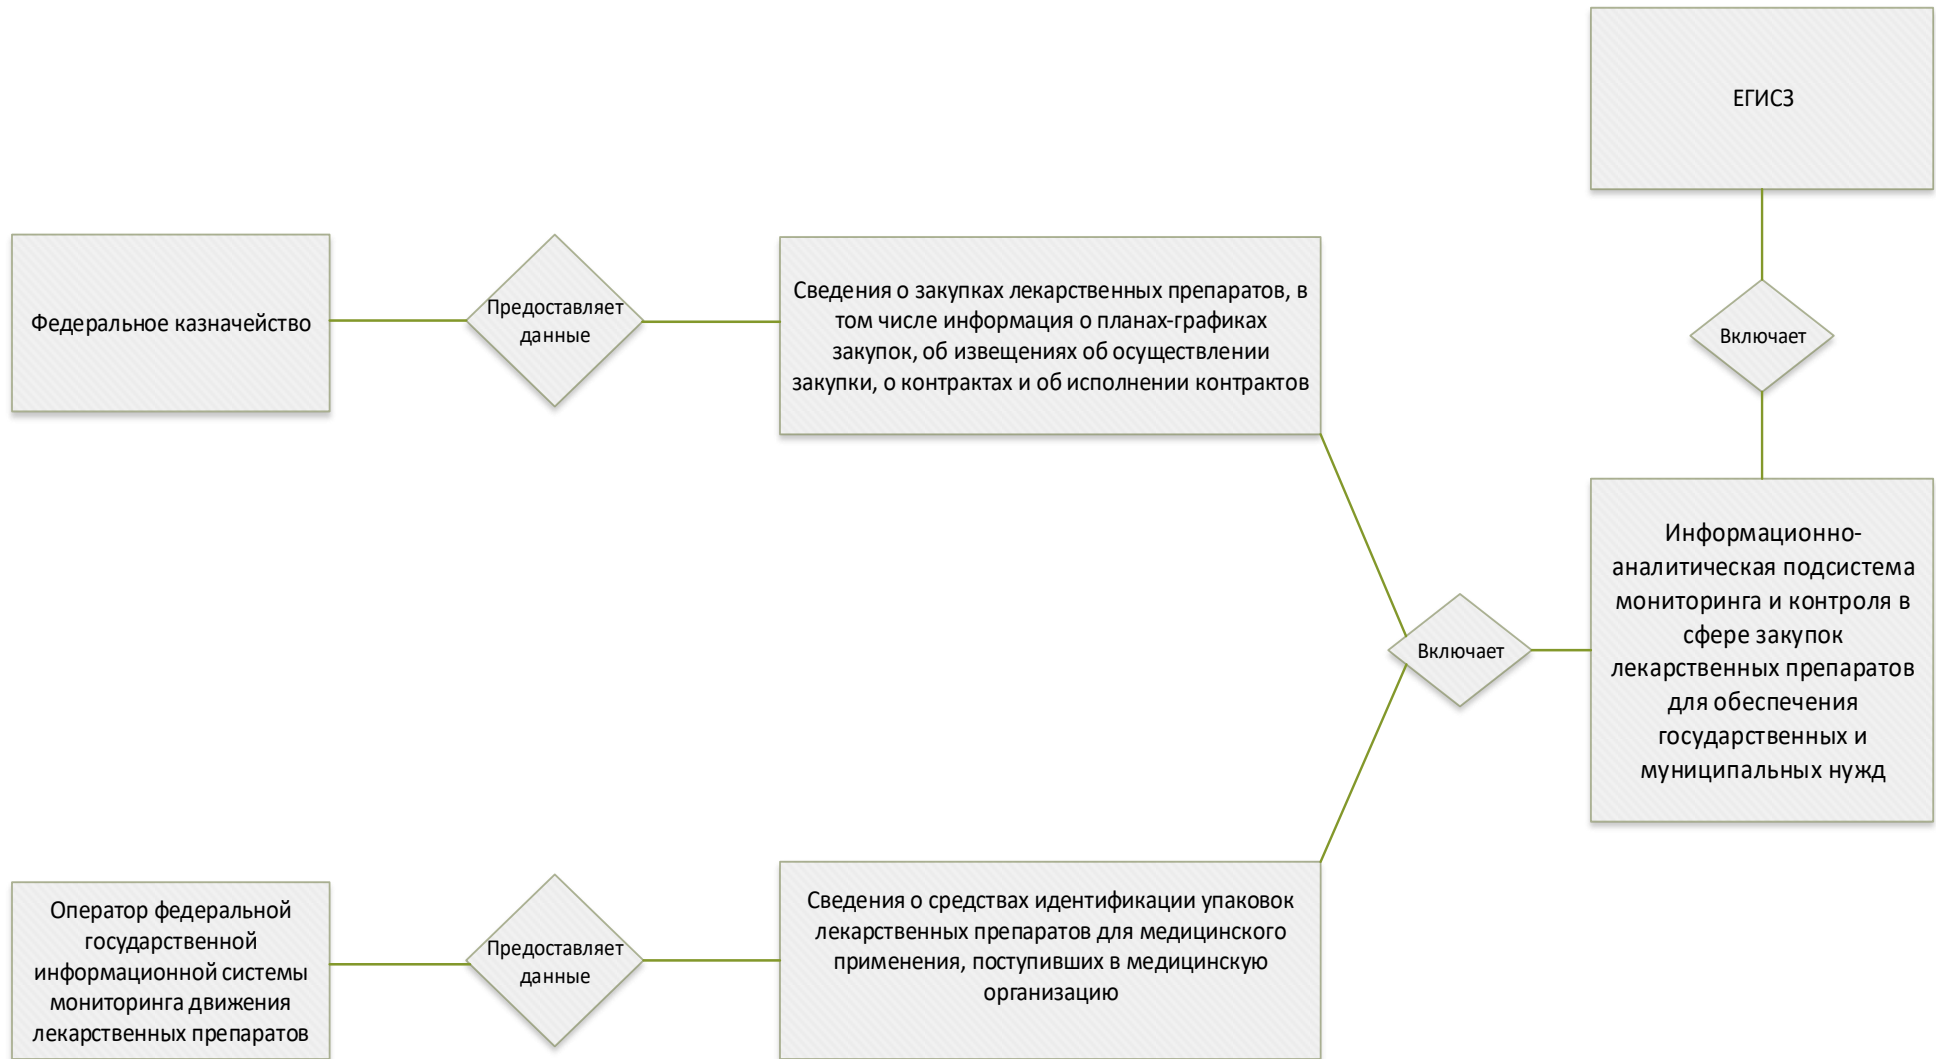 ЕГИСЗ
Федеральное казначейство
Предоставляет
данные
Сведения о закупках лекарственных препаратов, в
том числе информация о планах-графиках
закупок, об извещениях об осуществлении
закупки, о контрактах и об исполнении контрактов
Включает
Информационно-
аналитическая подсистема
мониторинга и контроля в
сфере закупок
лекарственных препаратов
для обеспечения
государственных и
муниципальных нужд
Включает
Оператор федеральной
государственной
информационной системы
мониторинга движения
лекарственных препаратов
Предоставляет
данные
Сведения о средствах идентификации упаковок
лекарственных препаратов для медицинского
применения, поступивших в медицинскую
организацию